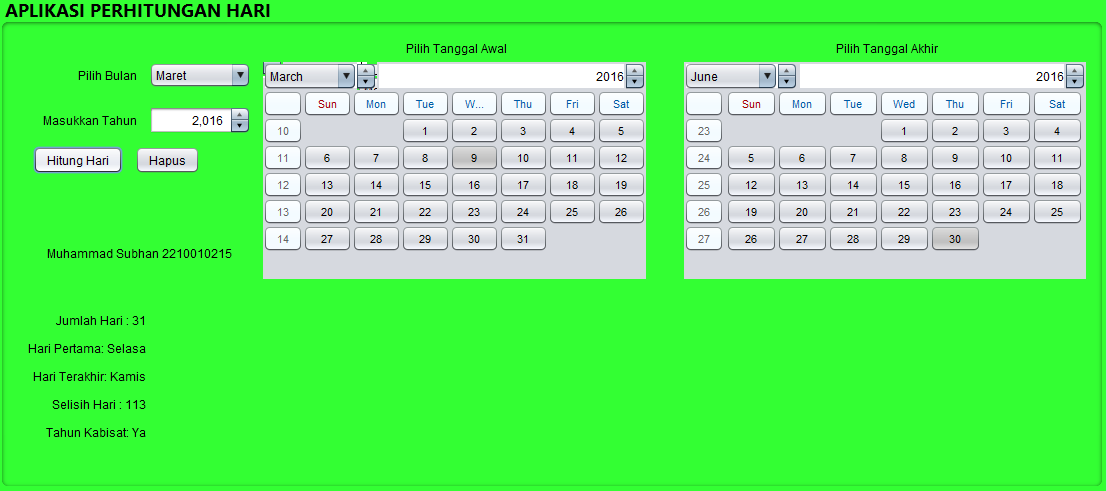 APLIKASI PERHITUNGAN HARI
Pilih Bulan Maret
Masukkan Tahun 2,016
Hitung Hari Hapus
Muhammad Subhan 2210010215
Pilih Tanggal Awal
March 2016
Sun Mon Tue W... Thu Fri Sat
10 1 2 3 4 5
11 6 7 8 9 10 11 12
12 13 14 15 16 17 18 19
13 20 21 22 23 24 25 26
14 27 28 29 30 31
Pilih Tanggal Akhir
June 2016
Sun Mon Tue Wed Thu Fri Sat
23 1 2 3 4
24 5 6 7 8 9 10 11
25 12 13 14 15 16 17 18
26 19 20 21 22 23 24 25
27 26 27 28 29 30
Jumlah Hari : 31
Hari Pertama: Selasa
Hari Terakhir: Kamis
Selisih Hari : 113
Tahun Kabisat: Ya